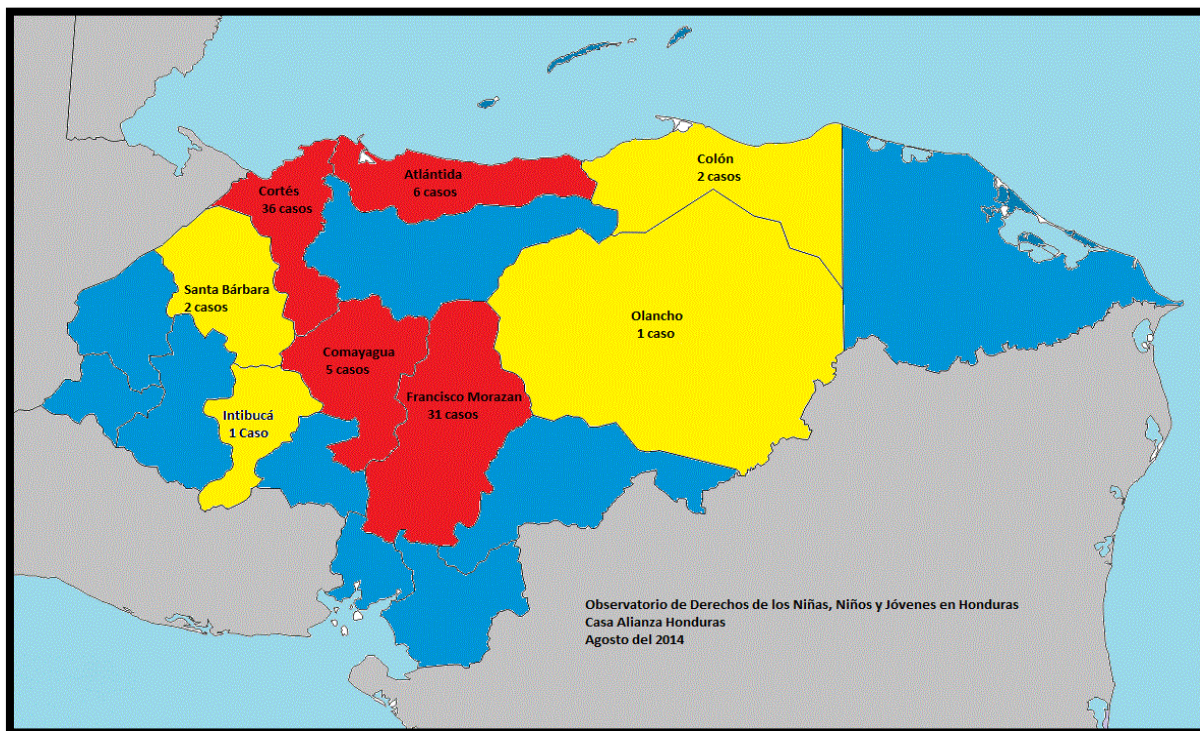 Colón
2 casos
Atlántida
6 casos
Cortés
36 casos
Santa Bárbara
2 casos
Olancho
1 caso
Comayagua
5 casos
Francisco Morazan
31 casos
Intibucá
1 Caso
Observatorio de Derechos de los Niñas, Niños y Jóvenes en Honduras
Casa Alianza Honduras
Agosto del 2014